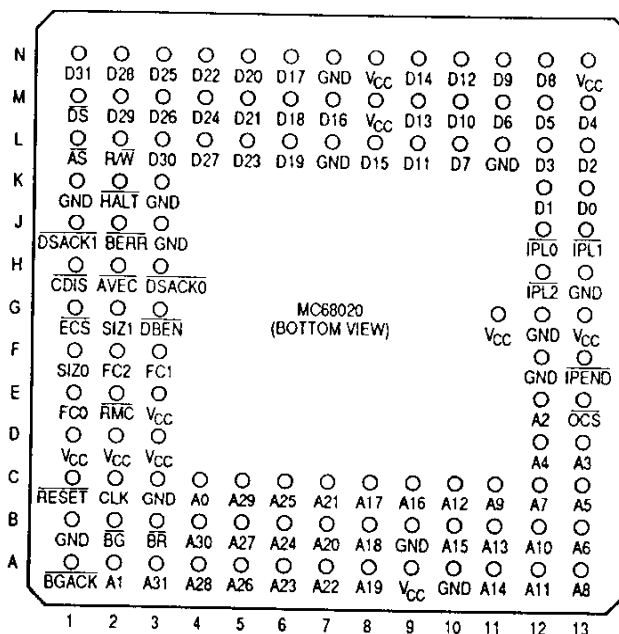 N
D31 D28 D25 D22 D20 D17 GND VCC D14 D12 D9 D8 VCC
M
DS D29 D26 D24 D21 D18 D16 VCC D13 D10 D6 D5 D4
L
AS R/W D30 D27 D23 D19 GND D15 D11 D7 GND D3 D2
K
GND HALT GND D1 D0
J
DSACK1 BERR GND IPL0 IPL1
H
CDIS AVEC DSACK0 IPL2 GND
G
MC68020
(BOTTOM VIEW)
ECS SIZ1 DBEN VCC GND VCC
F
SIZ0 FC2 FC1 GND IPEND
E
FC0 RMC VCC A2 OCS
D
VCC VCC VCC A4 A3
C
RESET CLK GND A0 A29 A25 A21 A17 A16 A12 A9 A7 A5
B
GND BG BR A30 A27 A24 A20 A18 GND A15 A13 A10 A6
A
BGACK A1 A31 A28 A26 A23 A22 A19 VCC GND A14 A11 A8
1 2 3 4 5 6 7 8 9 10 11 12 13